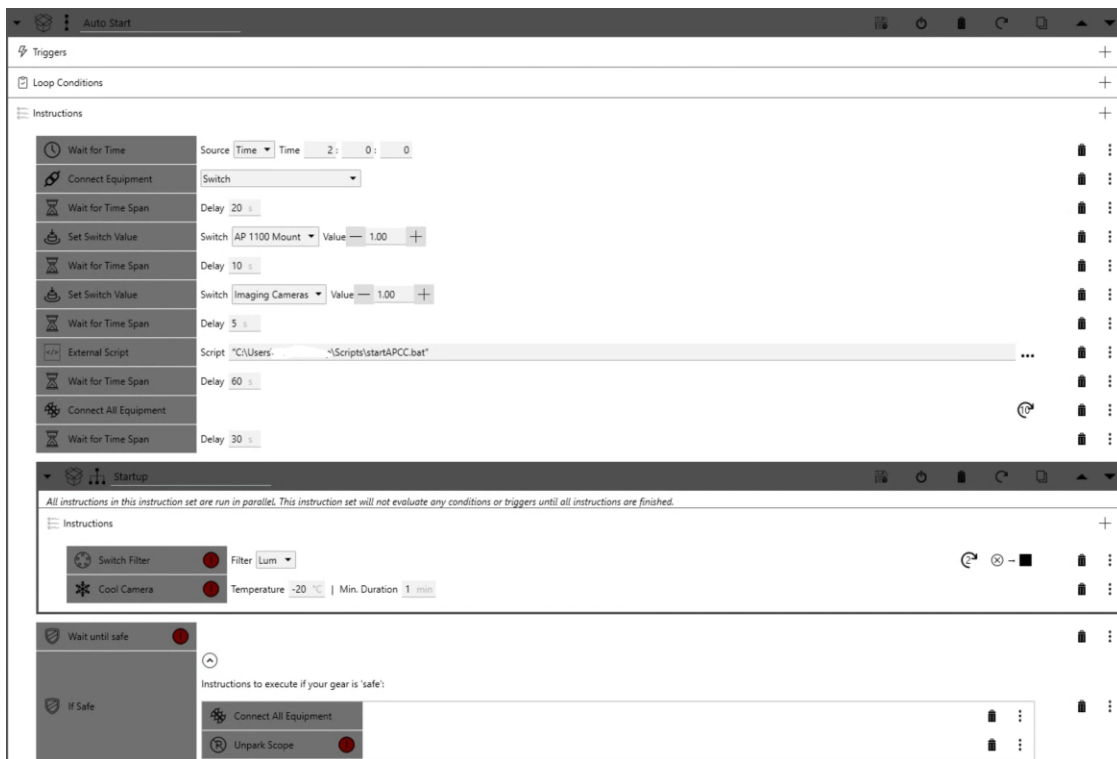 Auto Start
Triggers
Loop Conditions
Instructions
Wait for Time Source Time Time 2 : 0 : 0
Connect Equipment Switch
Wait for Time Span Delay 20 s
Set Switch Value Switch AP 1100 Mount Value 1.00
Wait for Time Span Delay 10 s
Set Switch Value Switch Imaging Cameras Value 1.00
Wait for Time Span Delay 5 s
External Script Script "C:\Users\ \Scripts\startAPCC.bat" ...
Wait for Time Span Delay 60 s
Connect All Equipment 10
Wait for Time Span Delay 30 s
Startup
All instructions in this instruction set are run in parallel. This instruction set will not evaluate any conditions or triggers until all instructions are finished.
Instructions
Switch Filter Filter Lum 2
Cool Camera Temperature -20 °C | Min. Duration 1 min
Wait until safe
Instructions to execute if your gear is 'safe':
If Safe
Connect All Equipment
Unpark Scope